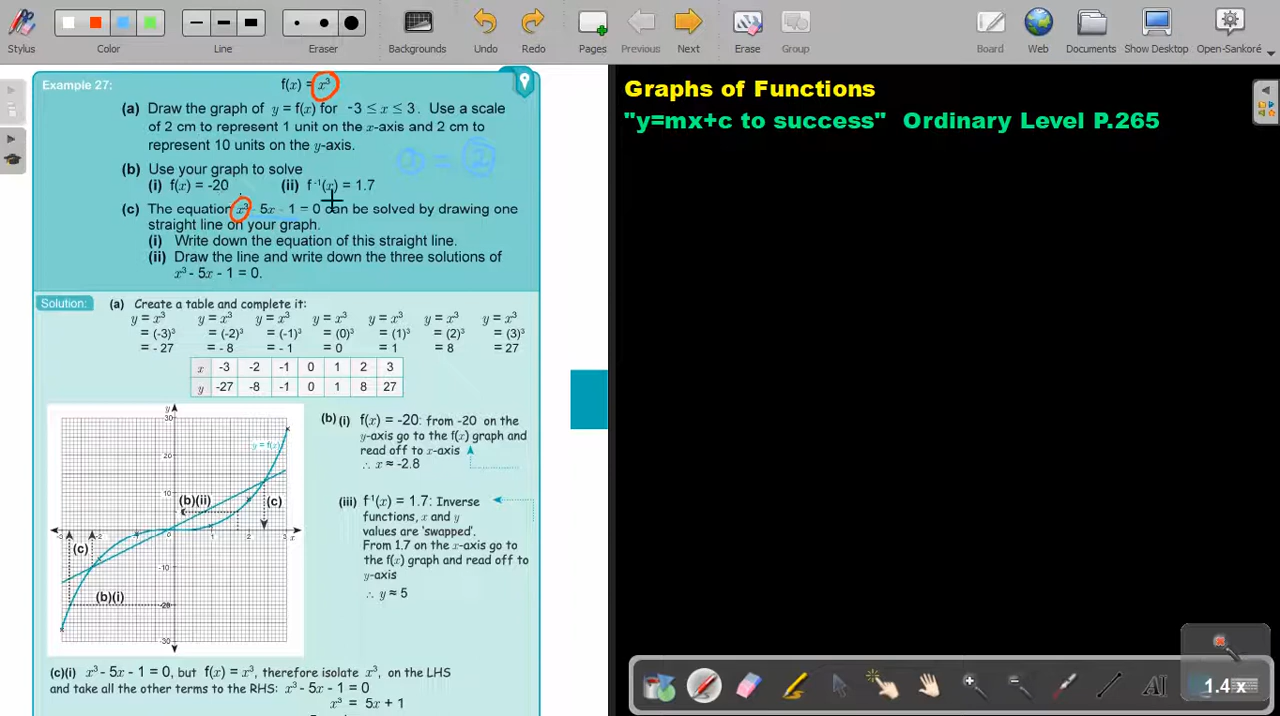 Stylus
Color
Line
Eraser
Backgrounds
Undo
Redo
Pages
Previous
Next
Erase
Group
Board
Web
Documents
Show Desktop
Open-Sankoré
Example 27:
f(x) = x³
(a) Draw the graph of y = f(x) for -3 ≤ x ≤ 3. Use a scale
of 2 cm to represent 1 unit on the x-axis and 2 cm to
represent 10 units on the y-axis.
(b) Use your graph to solve
(i) f(x) = -20 (ii) f⁻¹(x) = 1.7
(c) The equation x³ - 5x - 1 = 0 can be solved by drawing one
straight line on your graph.
(i) Write down the equation of this straight line.
(ii) Draw the line and write down the three solutions of
x³ - 5x - 1 = 0.
Solution:
(a) Create a table and complete it:
y = x³ y = x³ y = x³ y = x³ y = x³ y = x³ y = x³
= (-3)³ = (-2)³ = (-1)³ = (0)³ = (1)³ = (2)³ = (3)³
= - 27 = - 8 = - 1 = 0 = 1 = 8 = 27
x -3 -2 -1 0 1 2 3
y -27 -8 -1 0 1 8 27
y
30
y = f(x)
20
10
(b)(ii)
(c)
-3 -2 0 1 2 3 x
(c)
-10
(b)(i)
-20
-30
(b) (i) f(x) = -20: from -20 on the
y-axis go to the f(x) graph and
read off to x-axis
∴ x ≈ -2.8
(iii) f⁻¹(x) = 1.7: Inverse
functions, x and y
values are 'swapped'.
From 1.7 on the x-axis go to
the f(x) graph and read off to
y-axis
∴ y ≈ 5
(c)(i) x³ - 5x - 1 = 0, but f(x) = x³, therefore isolate x³, on the LHS
and take all the other terms to the RHS: x³ - 5x - 1 = 0
x³ = 5x + 1
Graphs of Functions
"y=mx+c to success" Ordinary Level P.265
1.4 x